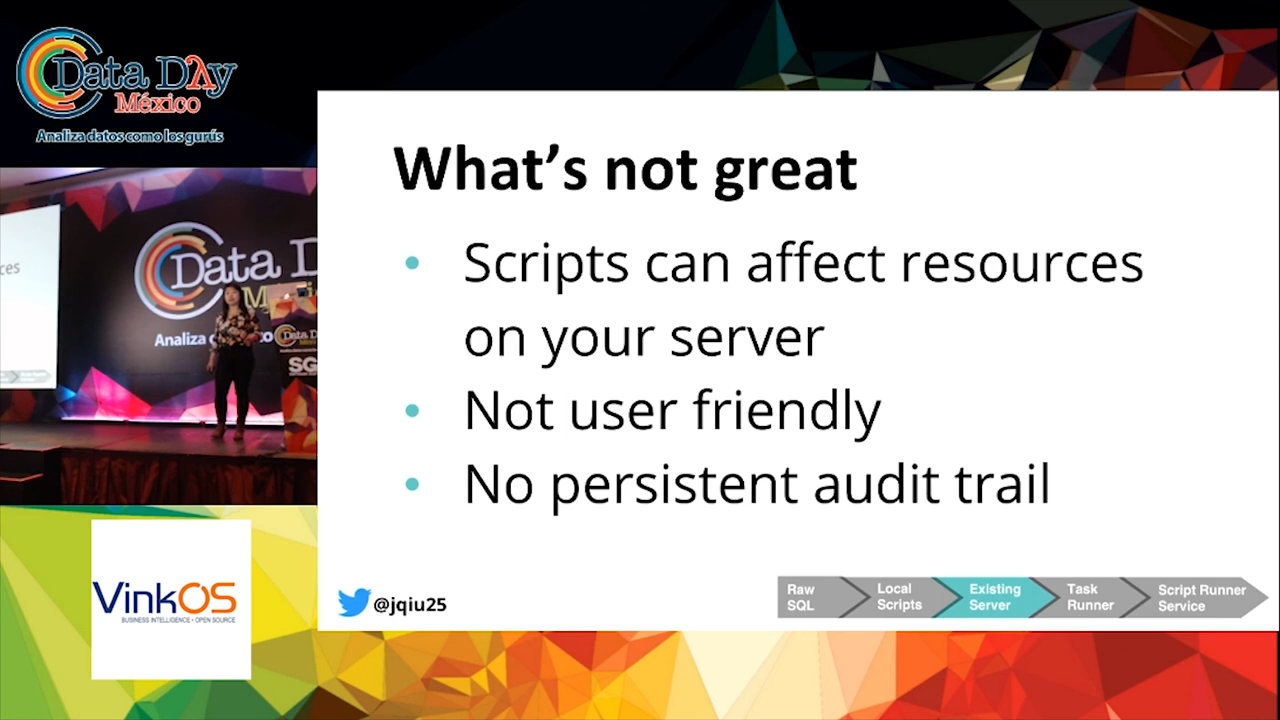 Data Day
México
Analiza datos como los gurús
What's not great
• Scripts can affect resources
on your server
• Not user friendly
• No persistent audit trail
@jqiu25
Raw
SQL
Local
Scripts
Existing
Server
Task
Runner
Script Runner
Service
Data D
Analiza
SG
VinkOS
BUSINESS INTELLIGENCE • OPEN SOURCE